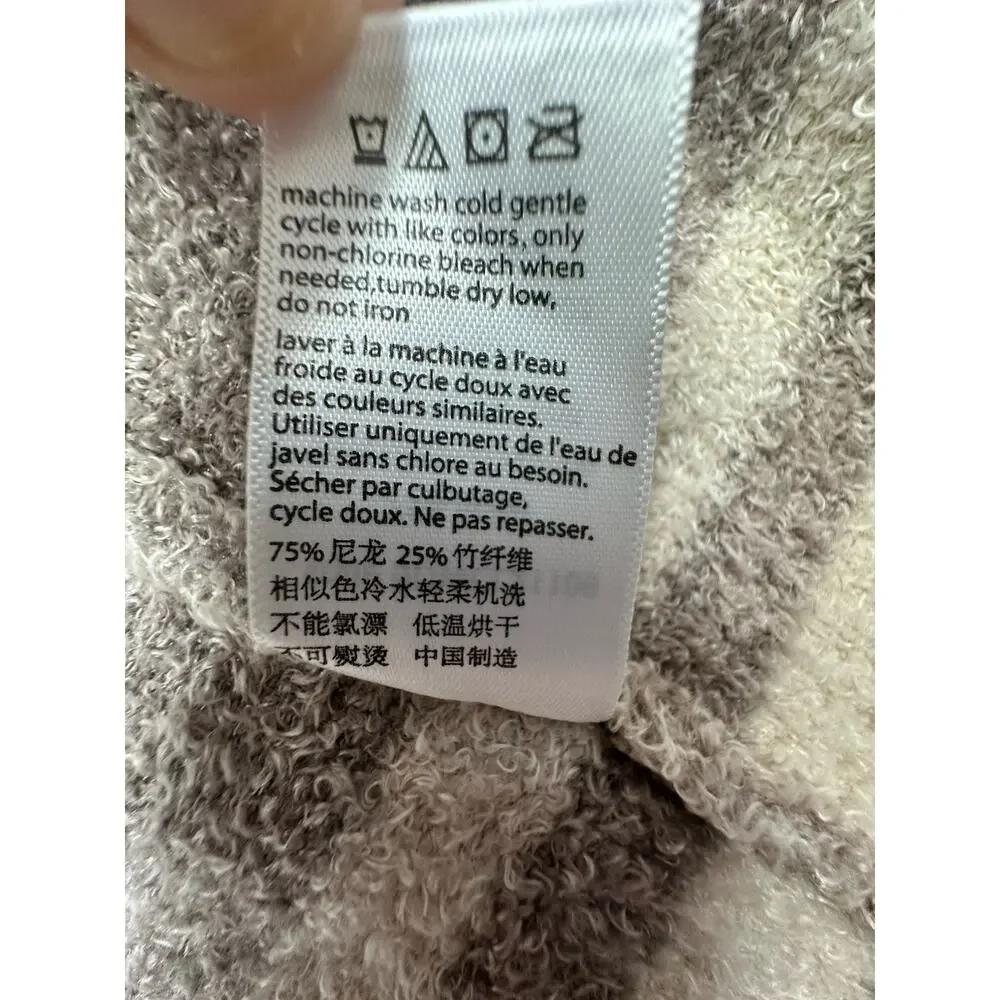 machine wash cold gentle
cycle with like colors, only
non-chlorine bleach when
needed,tumble dry low,
do not iron
laver à la machine à l'eau
froide au cycle doux avec
des couleurs similaires.
Utiliser uniquement de l'eau de
javel sans chlore au besoin.
Sécher par culbutage,
cycle doux. Ne pas repasser.
75%尼龙 25%竹纤维
相似色冷水轻柔机洗
不能氯漂 低温烘干
不可熨烫 中国制造